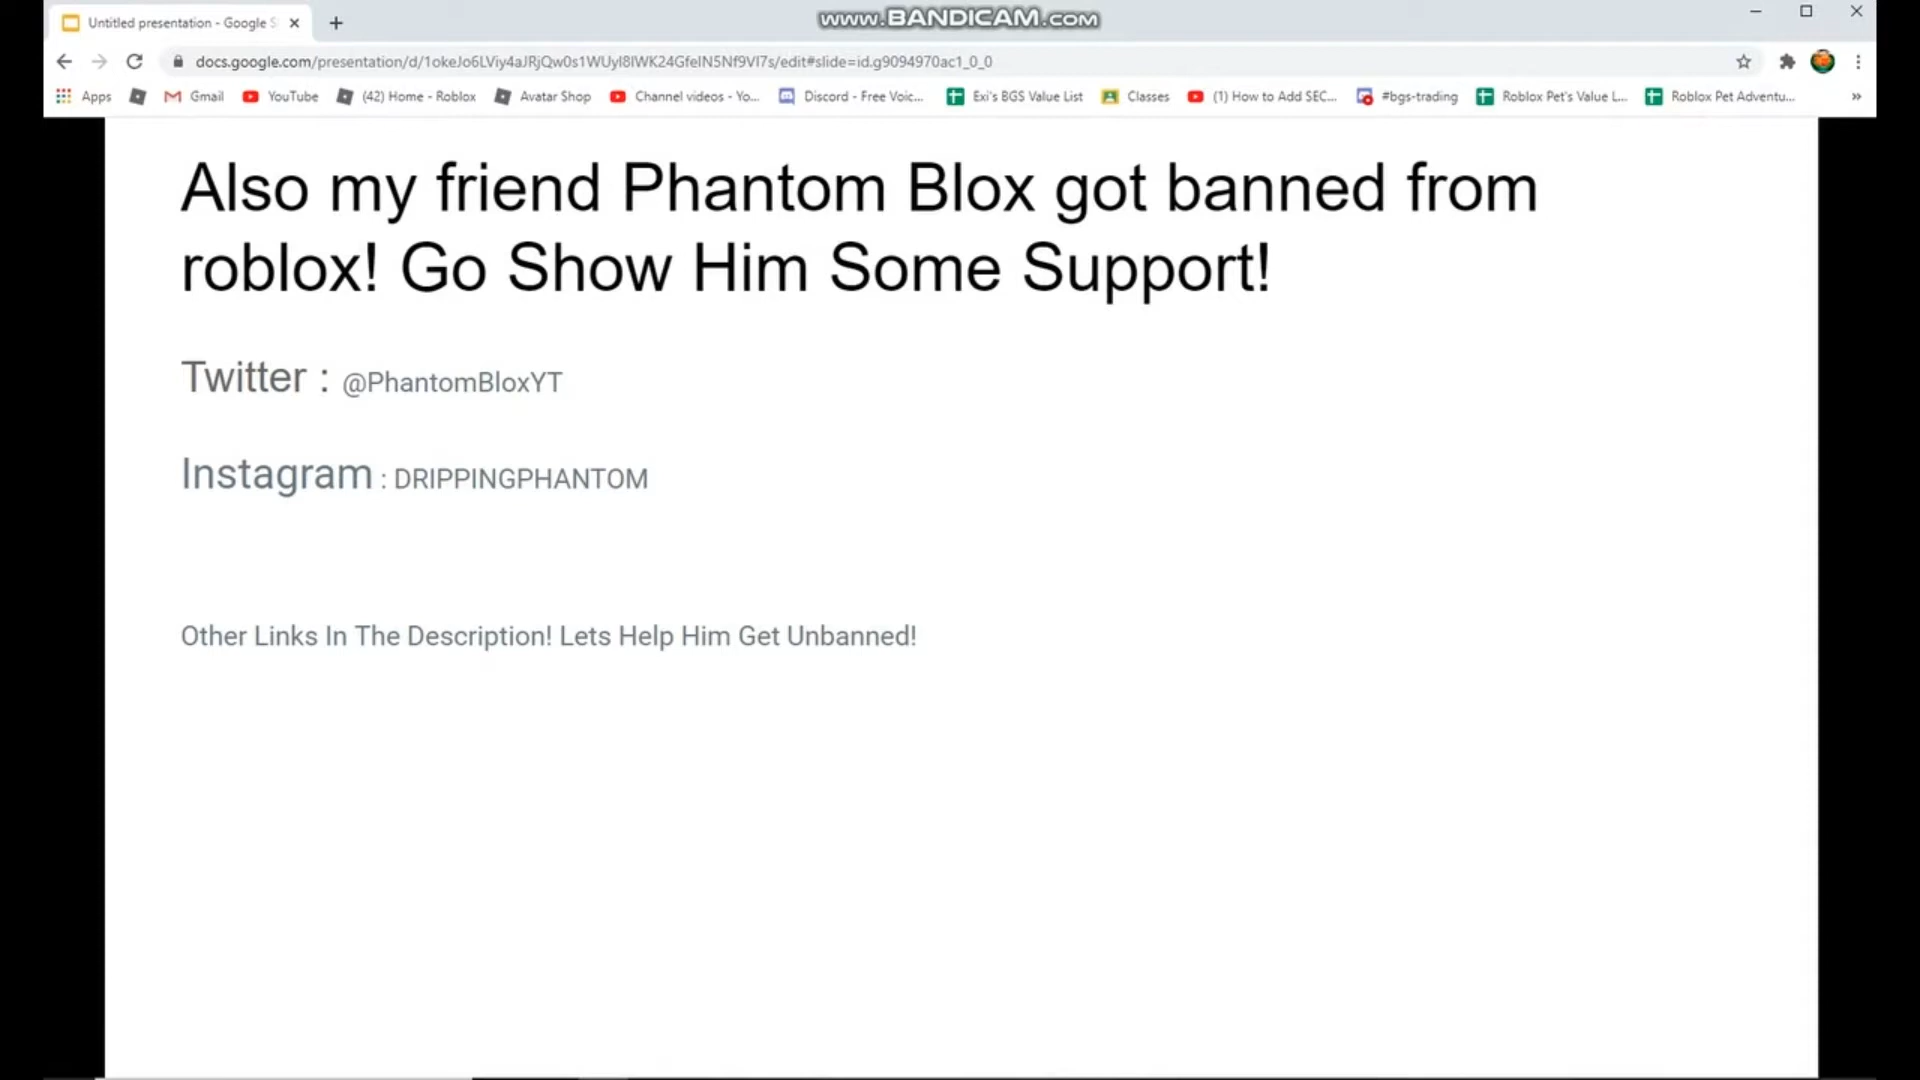 Untitled presentation - Google S
www.BANDICAM.com
docs.google.com/presentation/d/1okeJo6LViy4aJRjQw0s1WUyI8IWK24GfeIN5Nf9VI7s/edit#slide=id.g9094970ac1_0_0
Apps Gmail YouTube (42) Home - Roblox Avatar Shop Channel videos - Yo... Discord - Free Voic... Exi's BGS Value List Classes (1) How to Add SEC... #bgs-trading Roblox Pet's Value L... Roblox Pet Adventu... »
Also my friend Phantom Blox got banned from
roblox! Go Show Him Some Support!
Twitter : @PhantomBloxYT
Instagram : DRIPPINGPHANTOM
Other Links In The Description! Lets Help Him Get Unbanned!